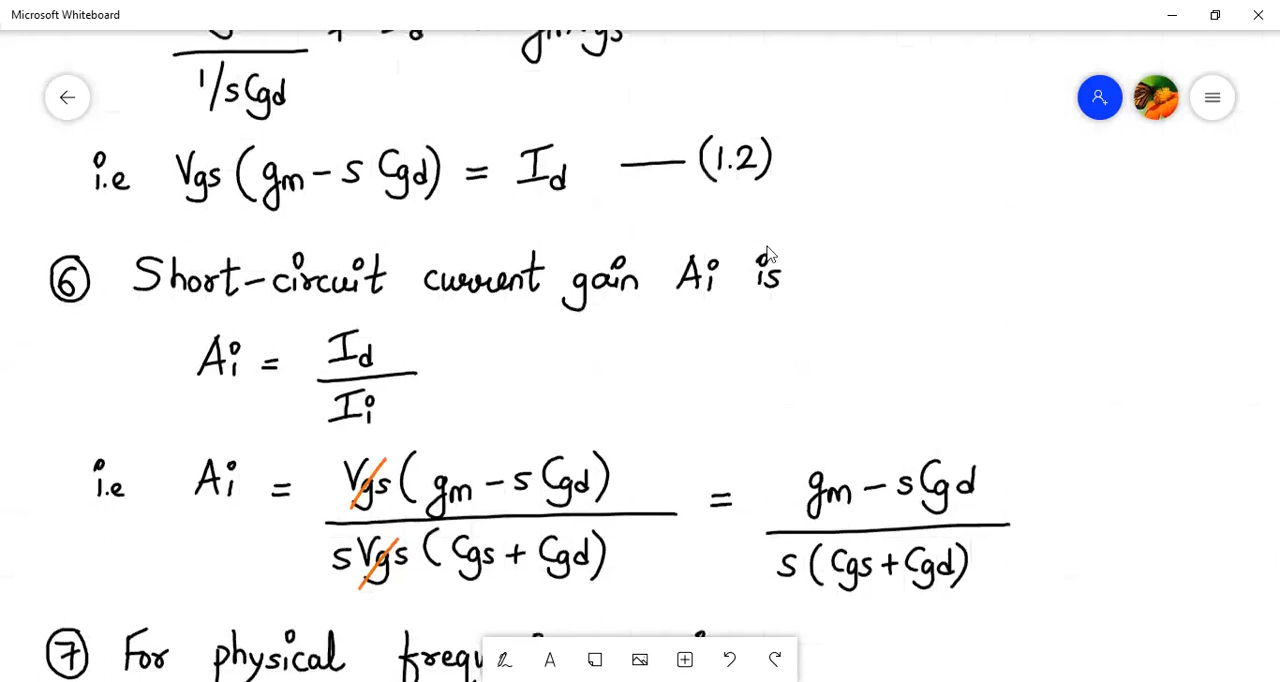 Microsoft Whiteboard
1/sCgd
i.e Vgs (gm - s Cgd) = Id — (1.2)
⑥ Short-circuit current gain Ai is
Ai = Id / Ii
i.e Ai = Vgs (gm - s Cgd) / sVgs (Cgs + Cgd) = gm - sCgd / s(Cgs + Cgd)
⑦ For physical